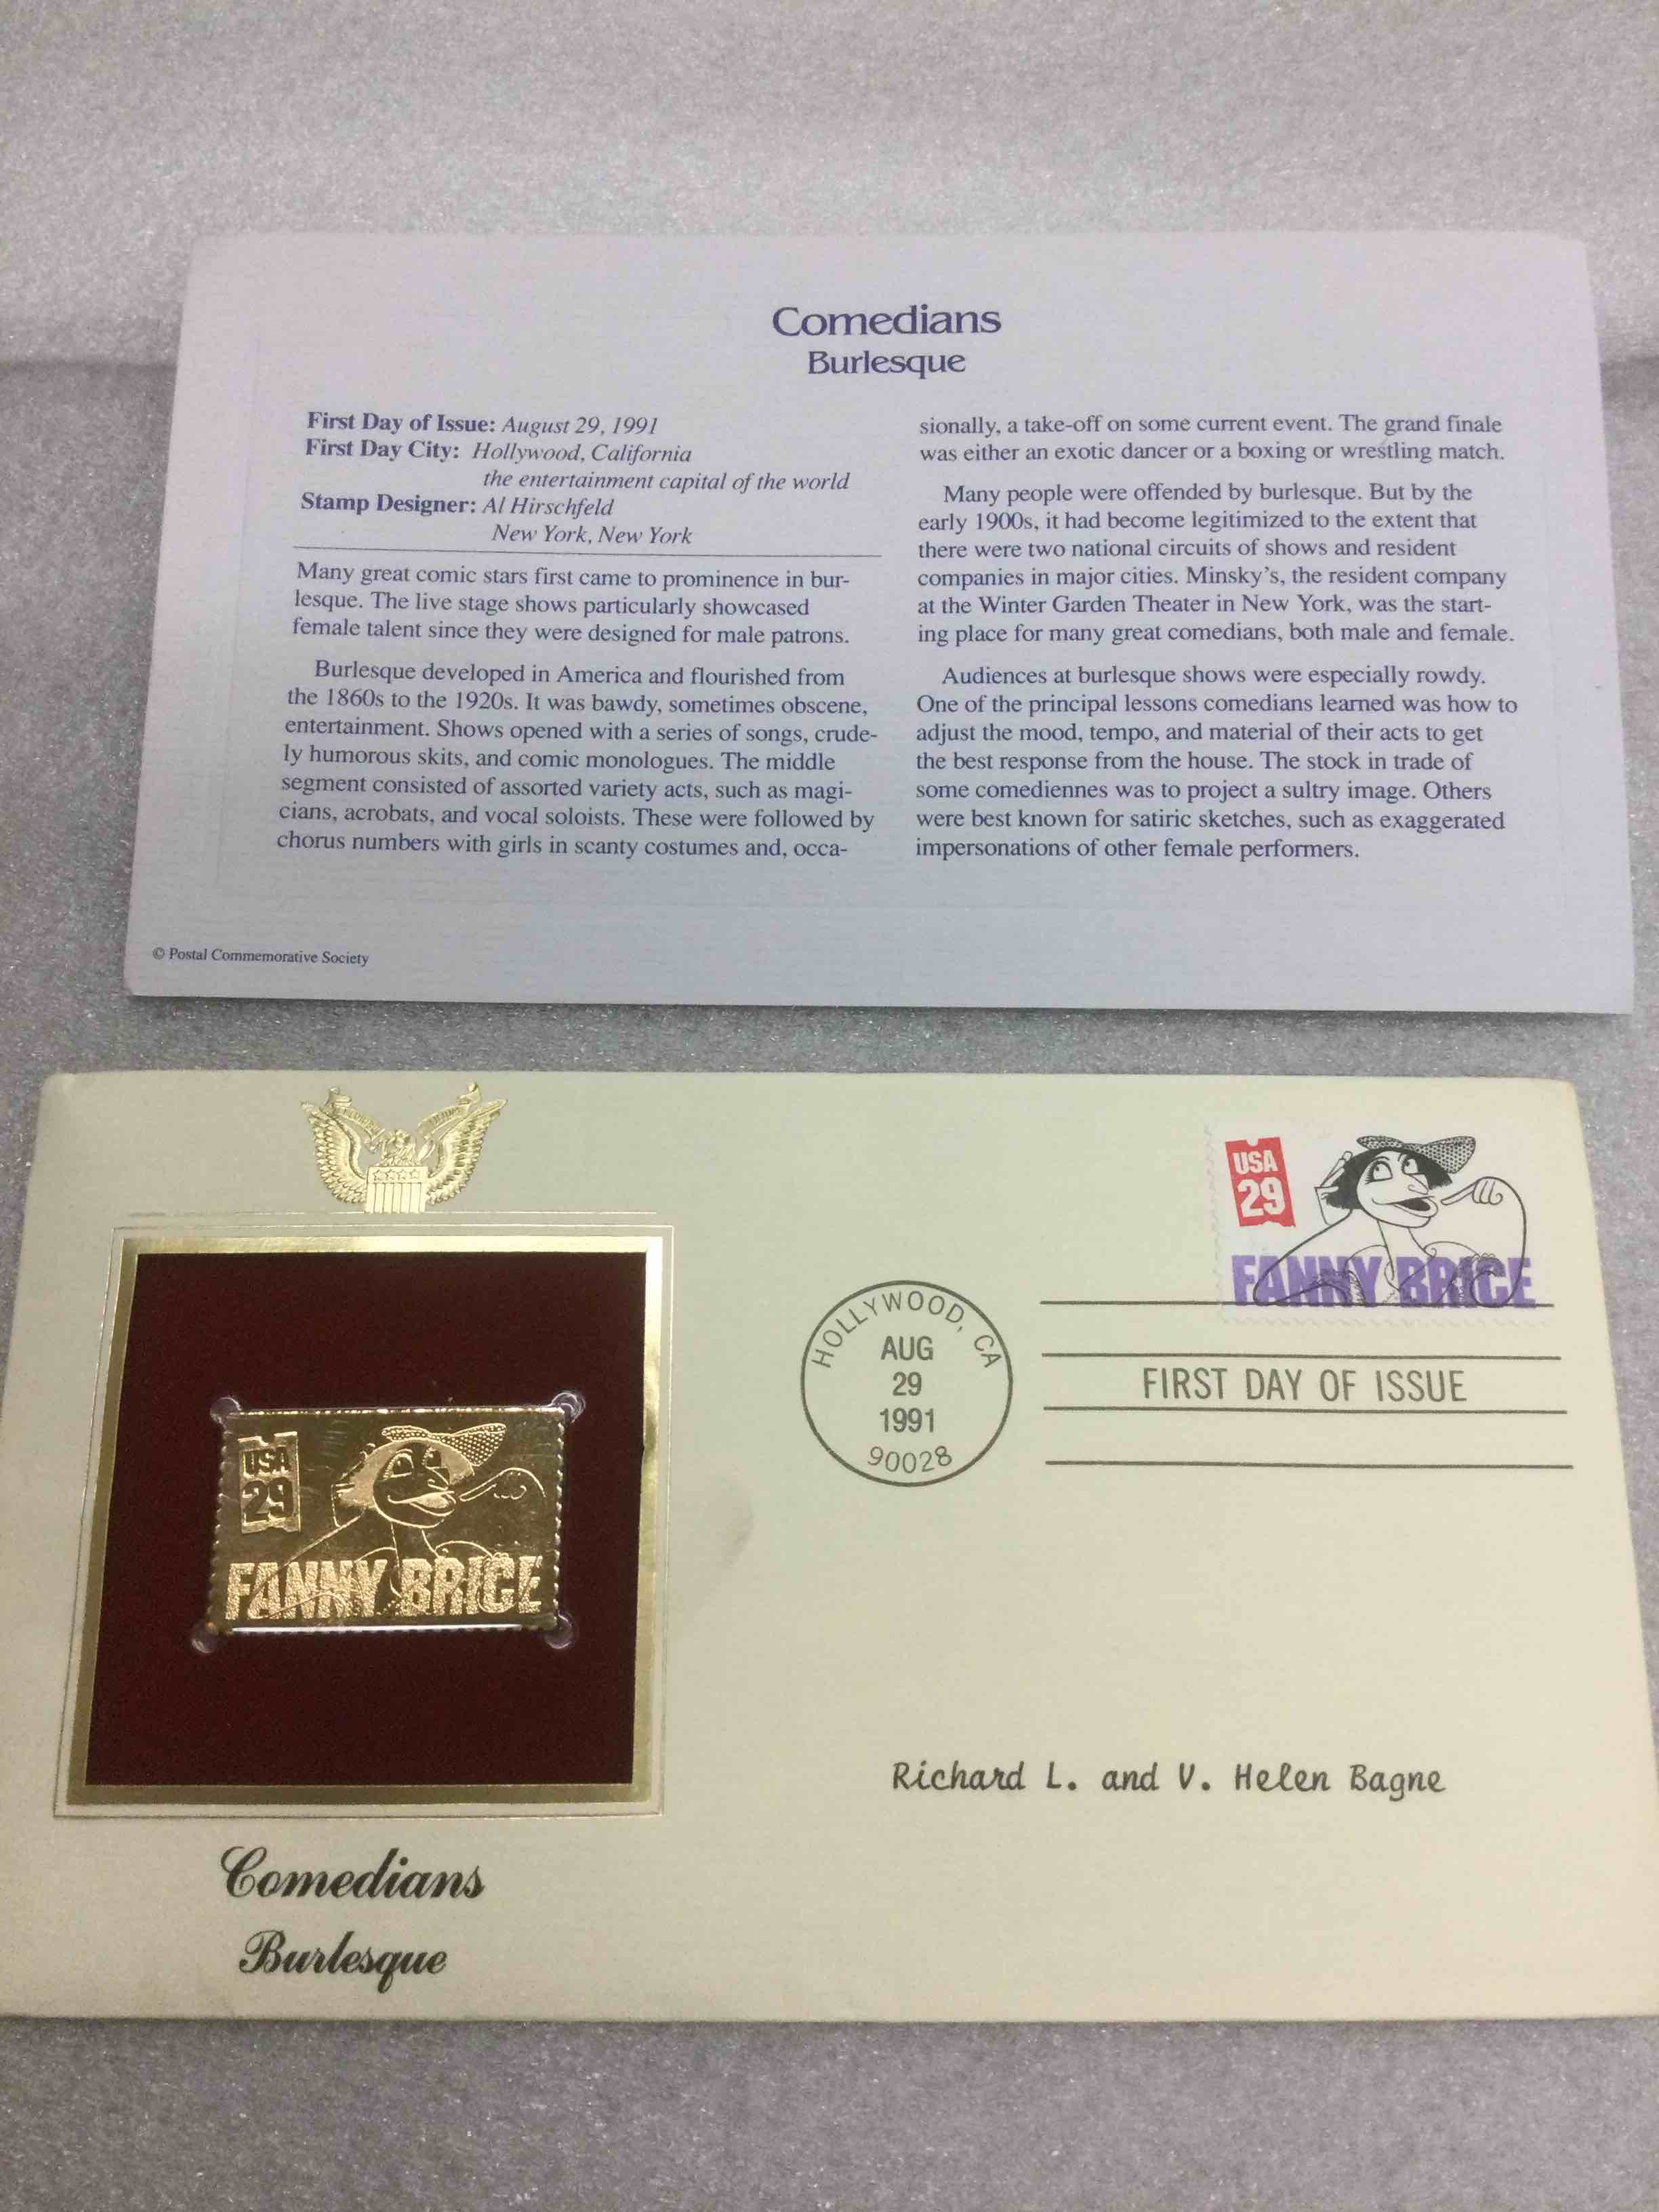 Comedians
Burlesque
First Day of Issue: August 29, 1991
First Day City: Hollywood, California
the entertainment capital of the world
Stamp Designer: Al Hirschfeld
New York, New York
Many great comic stars first came to prominence in bur-
lesque. The live stage shows particularly showcased
female talent since they were designed for male patrons.
Burlesque developed in America and flourished from
the 1860s to the 1920s. It was bawdy, sometimes obscene,
entertainment. Shows opened with a series of songs, crude-
ly humorous skits, and comic monologues. The middle
segment consisted of assorted variety acts, such as magi-
cians, acrobats, and vocal soloists. These were followed by
chorus numbers with girls in scanty costumes and, occa-
sionally, a take-off on some current event. The grand finale
was either an exotic dancer or a boxing or wrestling match.
Many people were offended by burlesque. But by the
early 1900s, it had become legitimized to the extent that
there were two national circuits of shows and resident
companies in major cities. Minsky's, the resident company
at the Winter Garden Theater in New York, was the start-
ing place for many great comedians, both male and female.
Audiences at burlesque shows were especially rowdy.
One of the principal lessons comedians learned was how to
adjust the mood, tempo, and material of their acts to get
the best response from the house. The stock in trade of
some comediennes was to project a sultry image. Others
were best known for satiric sketches, such as exaggerated
impersonations of other female performers.
© Postal Commemorative Society
USA
29
FANNY BRICE
HOLLYWOOD, CA
AUG
29
1991
90028
FIRST DAY OF ISSUE
USA
29
FANNY BRICE
Richard L. and V. Helen Bagne
Comedians
Burlesque